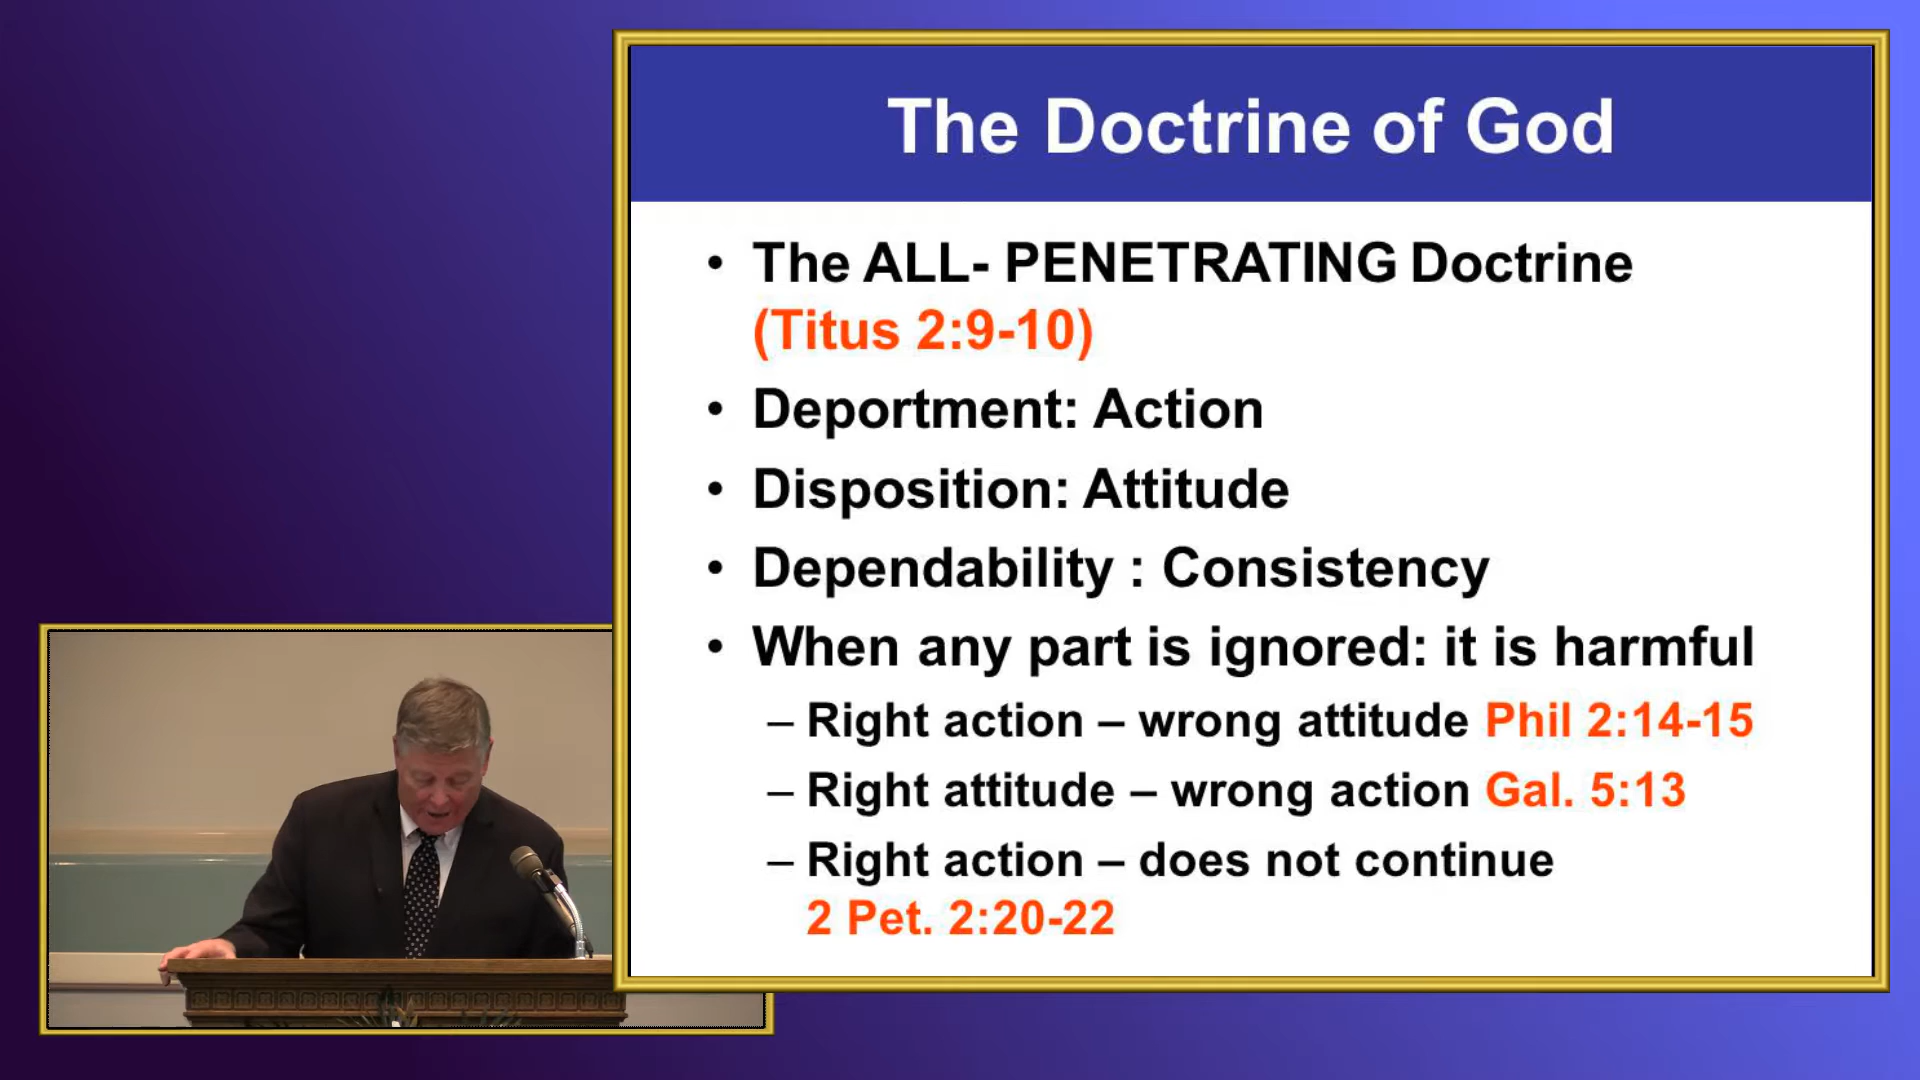 The Doctrine of God
• The ALL- PENETRATING Doctrine
(Titus 2:9-10)
• Deportment: Action
• Disposition: Attitude
• Dependability : Consistency
• When any part is ignored: it is harmful
– Right action – wrong attitude Phil 2:14-15
– Right attitude – wrong action Gal. 5:13
– Right action – does not continue
2 Pet. 2:20-22